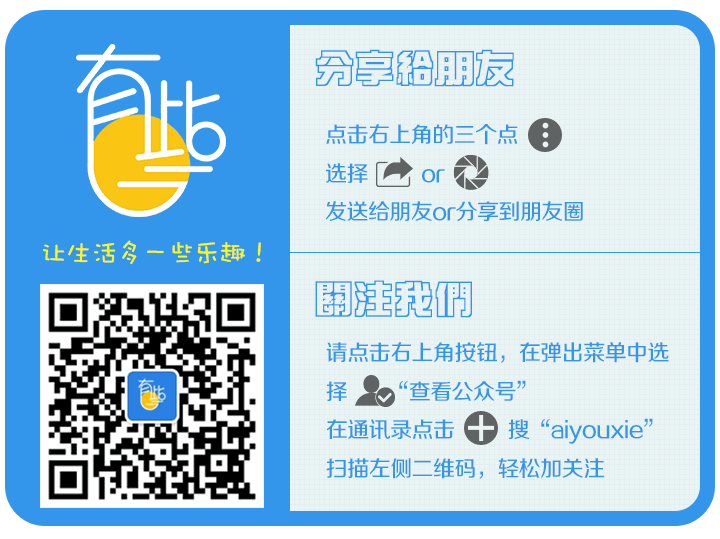 有些
让生活多一些乐趣！
有些
分享給朋友
点击右上角的三个点
选择 or
发送给朋友or分享到朋友圈
關注我們
请点击右上角按钮，在弹出菜单中选
择 “查看公众号”
在通讯录点击 搜 “aiyouxie”
扫描左侧二维码，轻松加关注